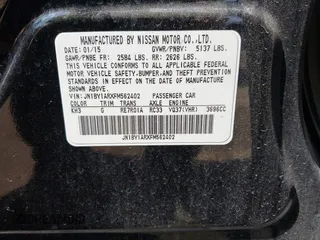 MANUFACTURED BY NISSAN MOTOR CO.,LTD.
DATE: 01/15 GVWR/PNBV: 5137 LBS.
GAWR/PNBE FR: 2584 LBS. RR: 2626 LBS.
THIS VEHICLE CONFORMS TO ALL APPLICABLE FEDERAL
MOTOR VEHICLE SAFETY,BUMPER,AND THEFT PREVENTION
STANDARDS IN EFFECT ON THE DATE OF MANUFACTURE
SHOWN ABOVE.
VIN: JN1BY1ARXFM562402 PASSENGER CAR
COLOR TRIM TRANS AXLE ENGINE
KH3 G RE7R01A RC33 VQ37(VHR) 3696CC
JN1BY1ARXFM562402